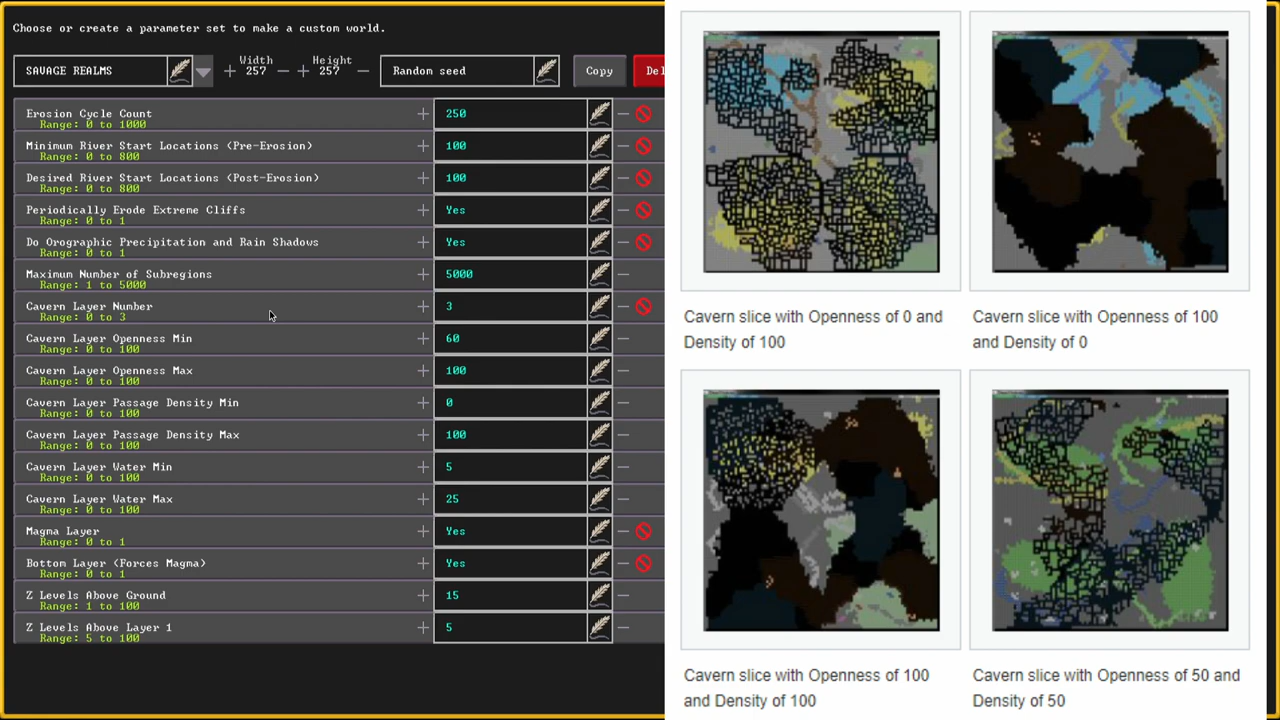 Choose or create a parameter set to make a custom world.
SAVAGE REALMS
Width
257
Height
257
Random seed
Copy
Del
Erosion Cycle Count
Range: 0 to 1000
250
Minimum River Start Locations (Pre-Erosion)
Range: 0 to 800
100
Desired River Start Locations (Post-Erosion)
Range: 0 to 800
100
Periodically Erode Extreme Cliffs
Range: 0 to 1
Yes
Do Orographic Precipitation and Rain Shadows
Range: 0 to 1
Yes
Maximum Number of Subregions
Range: 1 to 5000
5000
Cavern Layer Number
Range: 0 to 3
3
Cavern Layer Openness Min
Range: 0 to 100
60
Cavern Layer Openness Max
Range: 0 to 100
100
Cavern Layer Passage Density Min
Range: 0 to 100
0
Cavern Layer Passage Density Max
Range: 0 to 100
100
Cavern Layer Water Min
Range: 0 to 100
5
Cavern Layer Water Max
Range: 0 to 100
25
Magma Layer
Range: 0 to 1
Yes
Bottom Layer (Forces Magma)
Range: 0 to 1
Yes
Z Levels Above Ground
Range: 1 to 100
15
Z Levels Above Layer 1
Range: 5 to 100
5
Cavern slice with Openness of 0 and
Density of 100
Cavern slice with Openness of 100
and Density of 0
Cavern slice with Openness of 100
and Density of 100
Cavern slice with Openness of 50 and
Density of 50